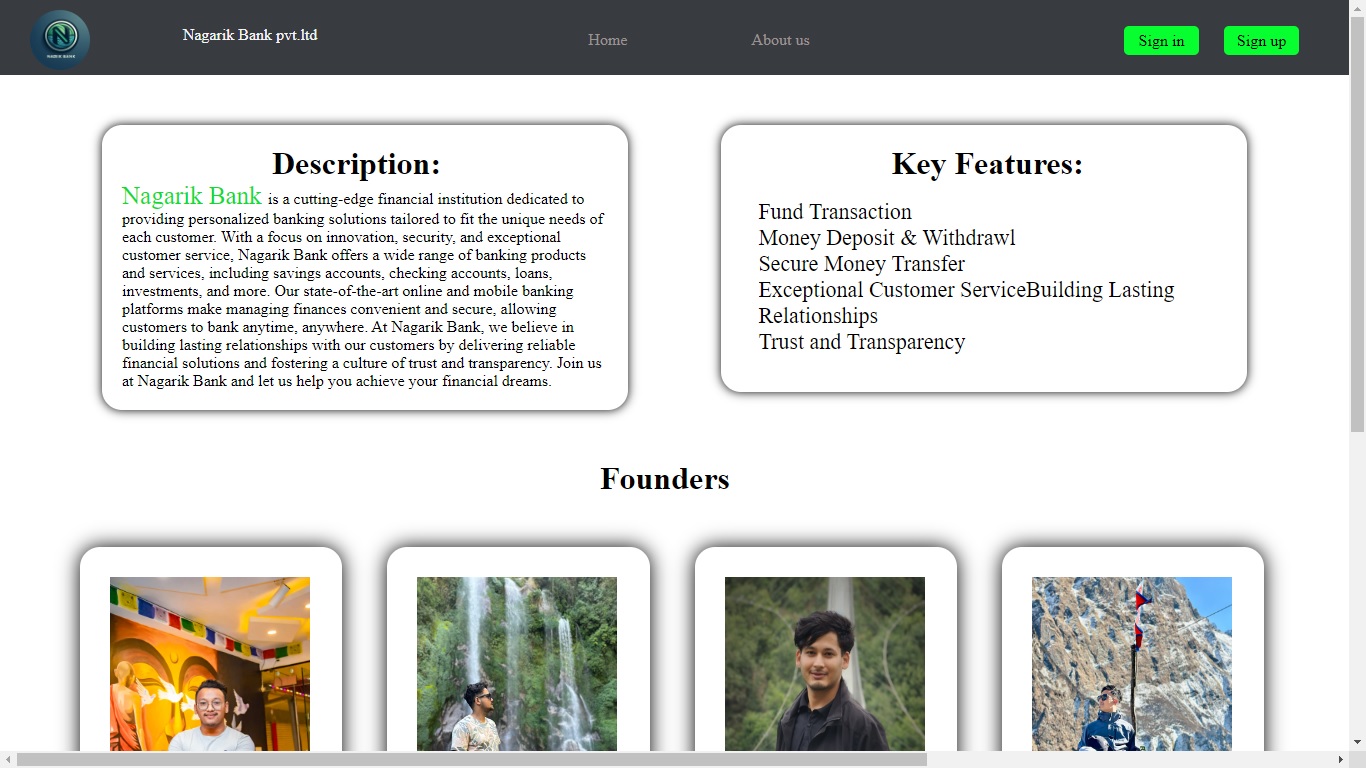 NAGRIK BANK
Nagarik Bank pvt.ltd
Home
About us
Sign in
Sign up
Description:
Nagarik Bank is a cutting-edge financial institution dedicated to
providing personalized banking solutions tailored to fit the unique needs of
each customer. With a focus on innovation, security, and exceptional
customer service, Nagarik Bank offers a wide range of banking products
and services, including savings accounts, checking accounts, loans,
investments, and more. Our state-of-the-art online and mobile banking
platforms make managing finances convenient and secure, allowing
customers to bank anytime, anywhere. At Nagarik Bank, we believe in
building lasting relationships with our customers by delivering reliable
financial solutions and fostering a culture of trust and transparency. Join us
at Nagarik Bank and let us help you achieve your financial dreams.
Key Features:
Fund Transaction
Money Deposit & Withdrawl
Secure Money Transfer
Exceptional Customer ServiceBuilding Lasting
Relationships
Trust and Transparency
Founders